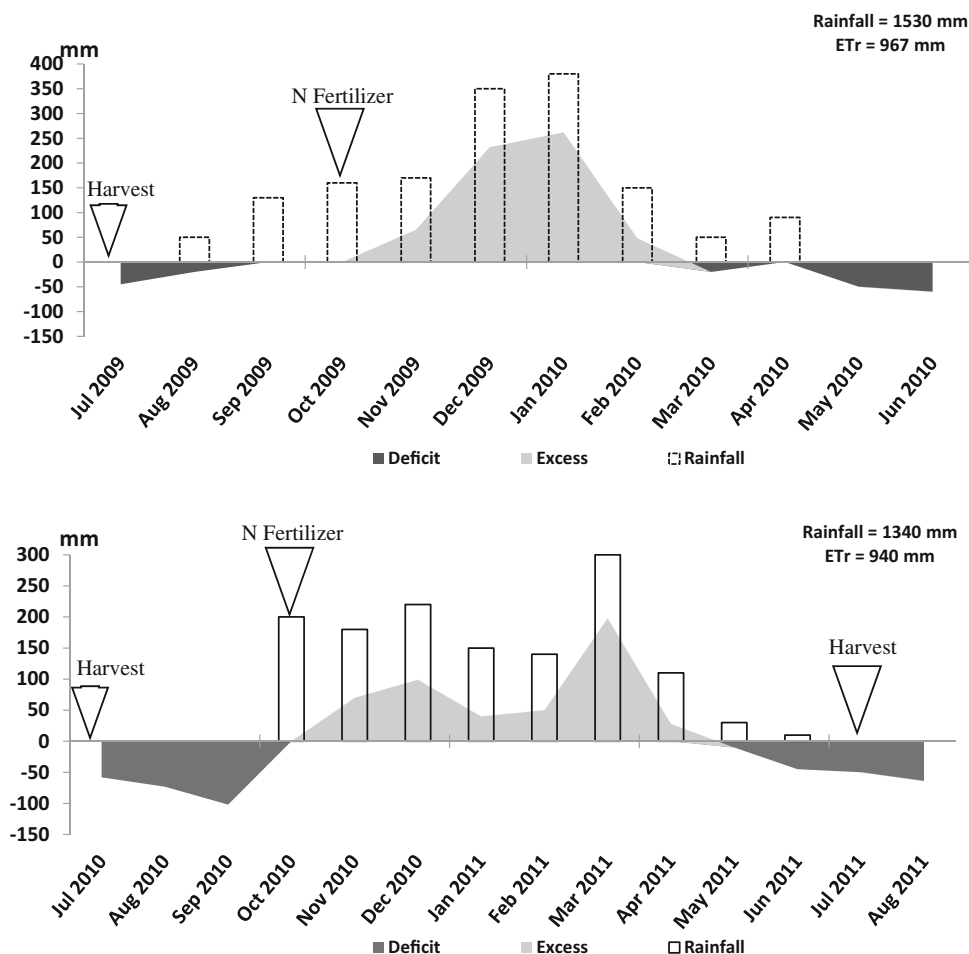 Rainfall = 1530 mm
ETr = 967 mm
mm
400
350
300
250
200
150
100
50
0
-50
-100
-150
N Fertilizer
Harvest
Jul 2009
Aug 2009
Sep 2009
Oct 2009
Nov 2009
Dec 2009
Jan 2010
Feb 2010
Mar 2010
Apr 2010
May 2010
Jun 2010
Deficit Excess Rainfall
Rainfall = 1340 mm
ETr = 940 mm
mm
300
250
200
150
100
50
0
-50
-100
-150
N Fertilizer
Harvest
Harvest
Jul 2010
Aug 2010
Sep 2010
Oct 2010
Nov 2010
Dec 2010
Jan 2011
Feb 2011
Mar 2011
Apr 2011
May 2011
Jun 2011
Jul 2011
Aug 2011
Deficit Excess Rainfall